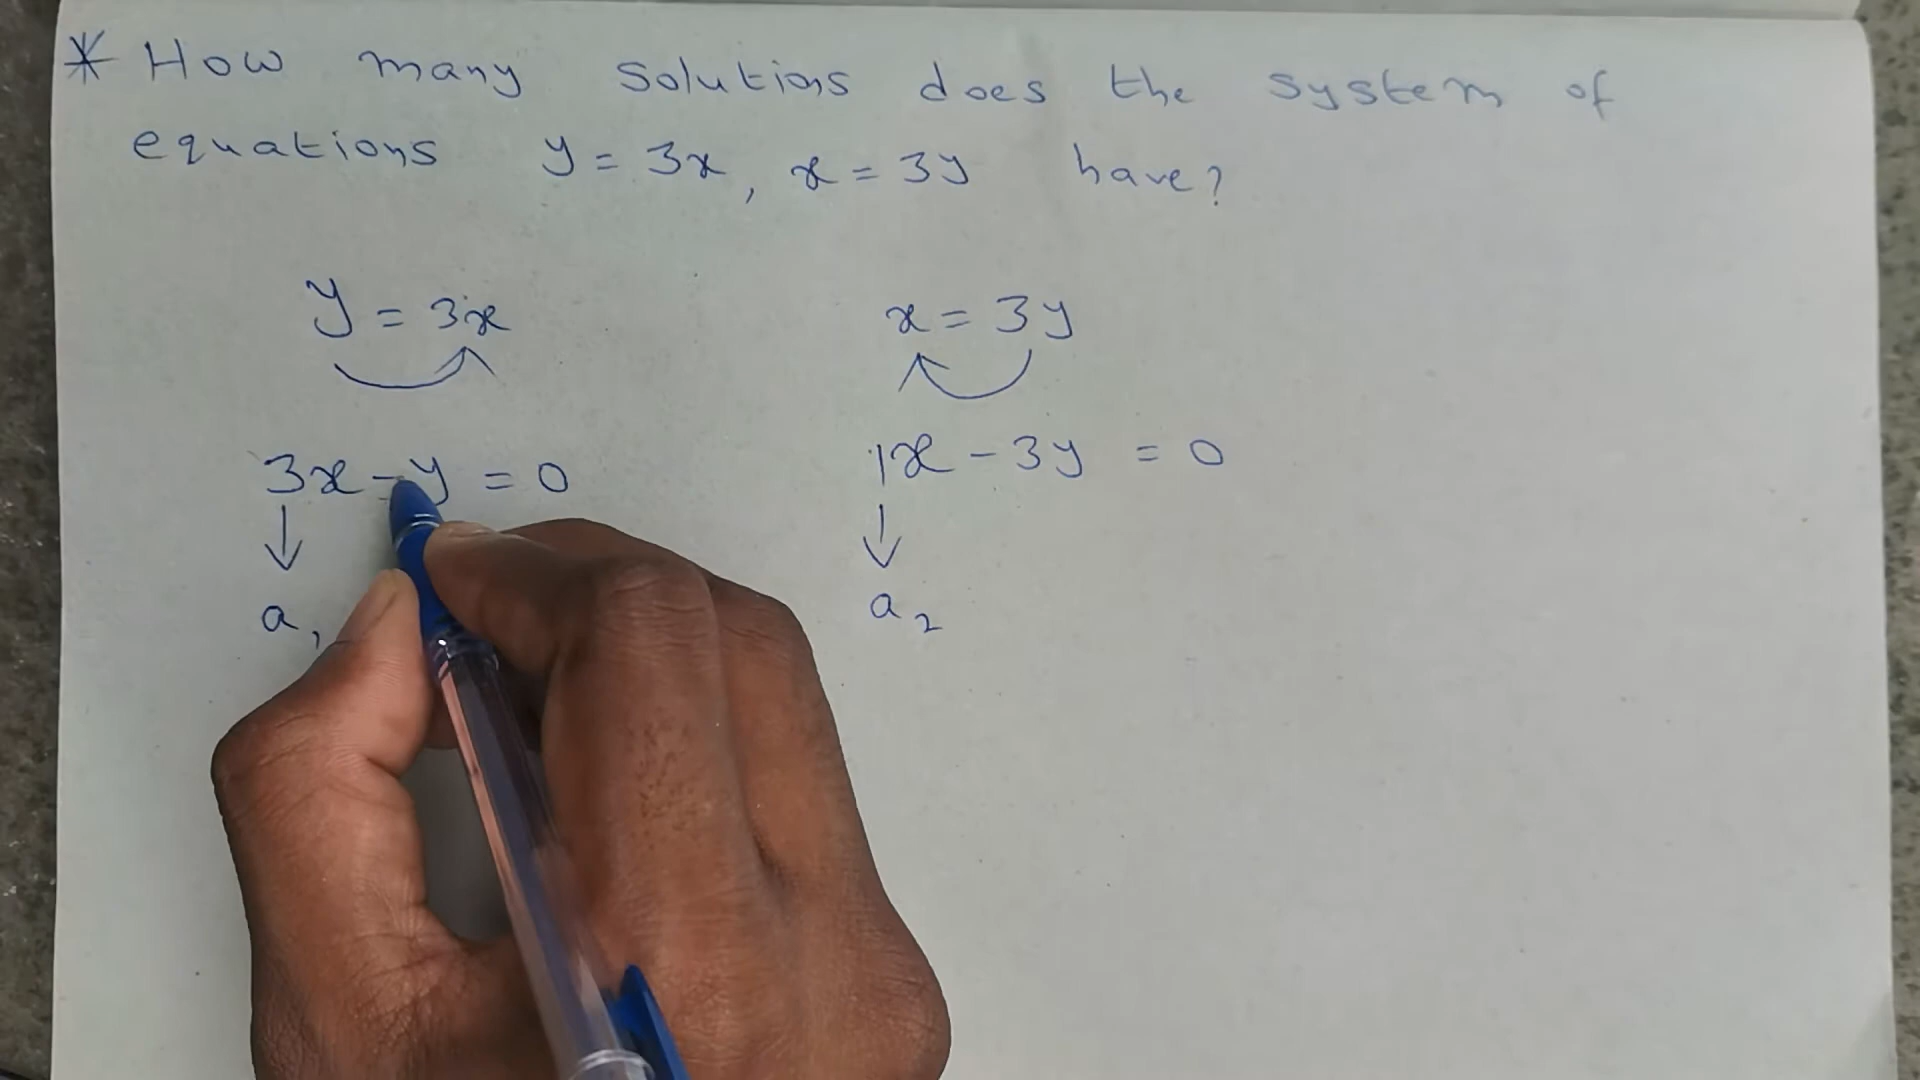 * How many solutions does the system of
equations y = 3x, x = 3y have?
y = 3x
x = 3y
3x - y = 0
1x - 3y = 0
a1
a2